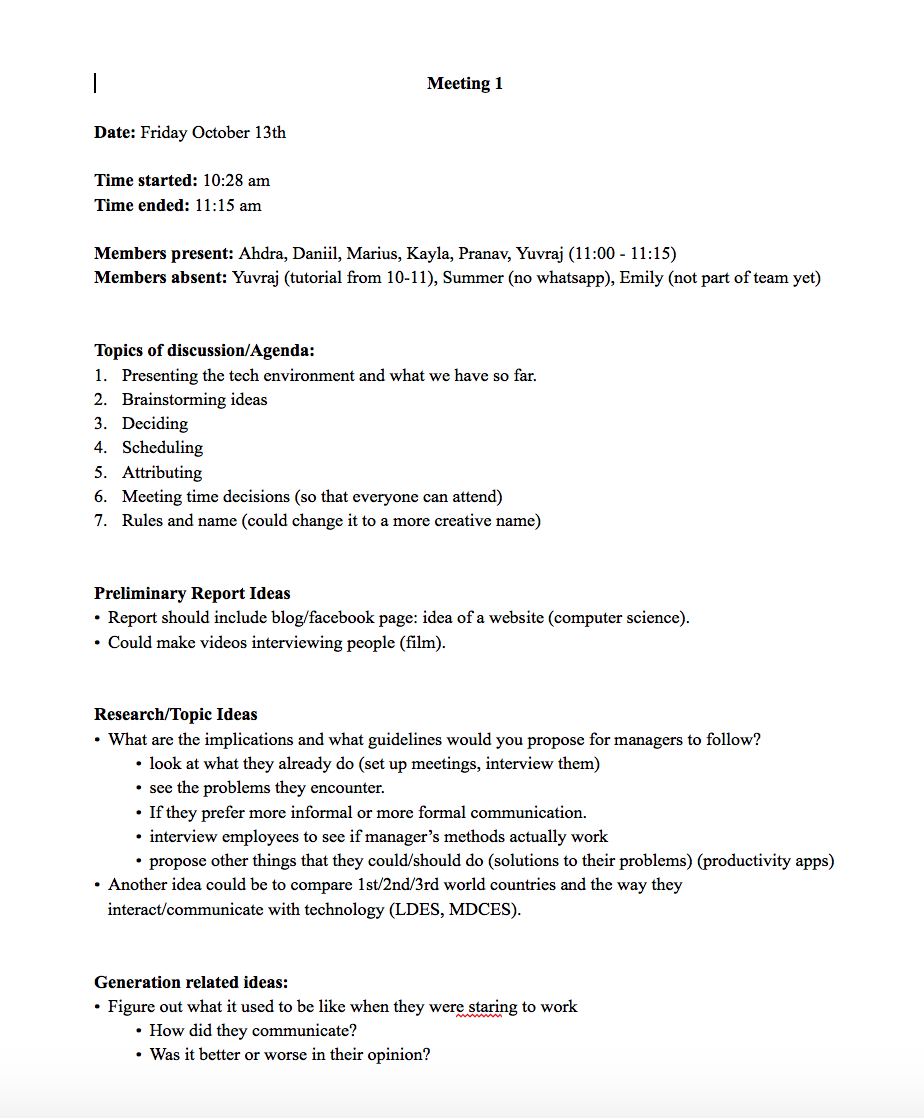 Meeting 1
Date: Friday October 13th
Time started: 10:28 am
Time ended: 11:15 am
Members present: Ahdra, Daniil, Marius, Kayla, Pranav, Yuvraj (11:00 - 11:15)
Members absent: Yuvraj (tutorial from 10-11), Summer (no whatsapp), Emily (not part of team yet)
Topics of discussion/Agenda:
1. Presenting the tech environment and what we have so far.
2. Brainstorming ideas
3. Deciding
4. Scheduling
5. Attributing
6. Meeting time decisions (so that everyone can attend)
7. Rules and name (could change it to a more creative name)
Preliminary Report Ideas
• Report should include blog/facebook page: idea of a website (computer science).
• Could make videos interviewing people (film).
Research/Topic Ideas
• What are the implications and what guidelines would you propose for managers to follow?
• look at what they already do (set up meetings, interview them)
• see the problems they encounter.
• If they prefer more informal or more formal communication.
• interview employees to see if manager’s methods actually work
• propose other things that they could/should do (solutions to their problems) (productivity apps)
• Another idea could be to compare 1st/2nd/3rd world countries and the way they
interact/communicate with technology (LDES, MDCES).
Generation related ideas:
• Figure out what it used to be like when they were staring to work
• How did they communicate?
• Was it better or worse in their opinion?